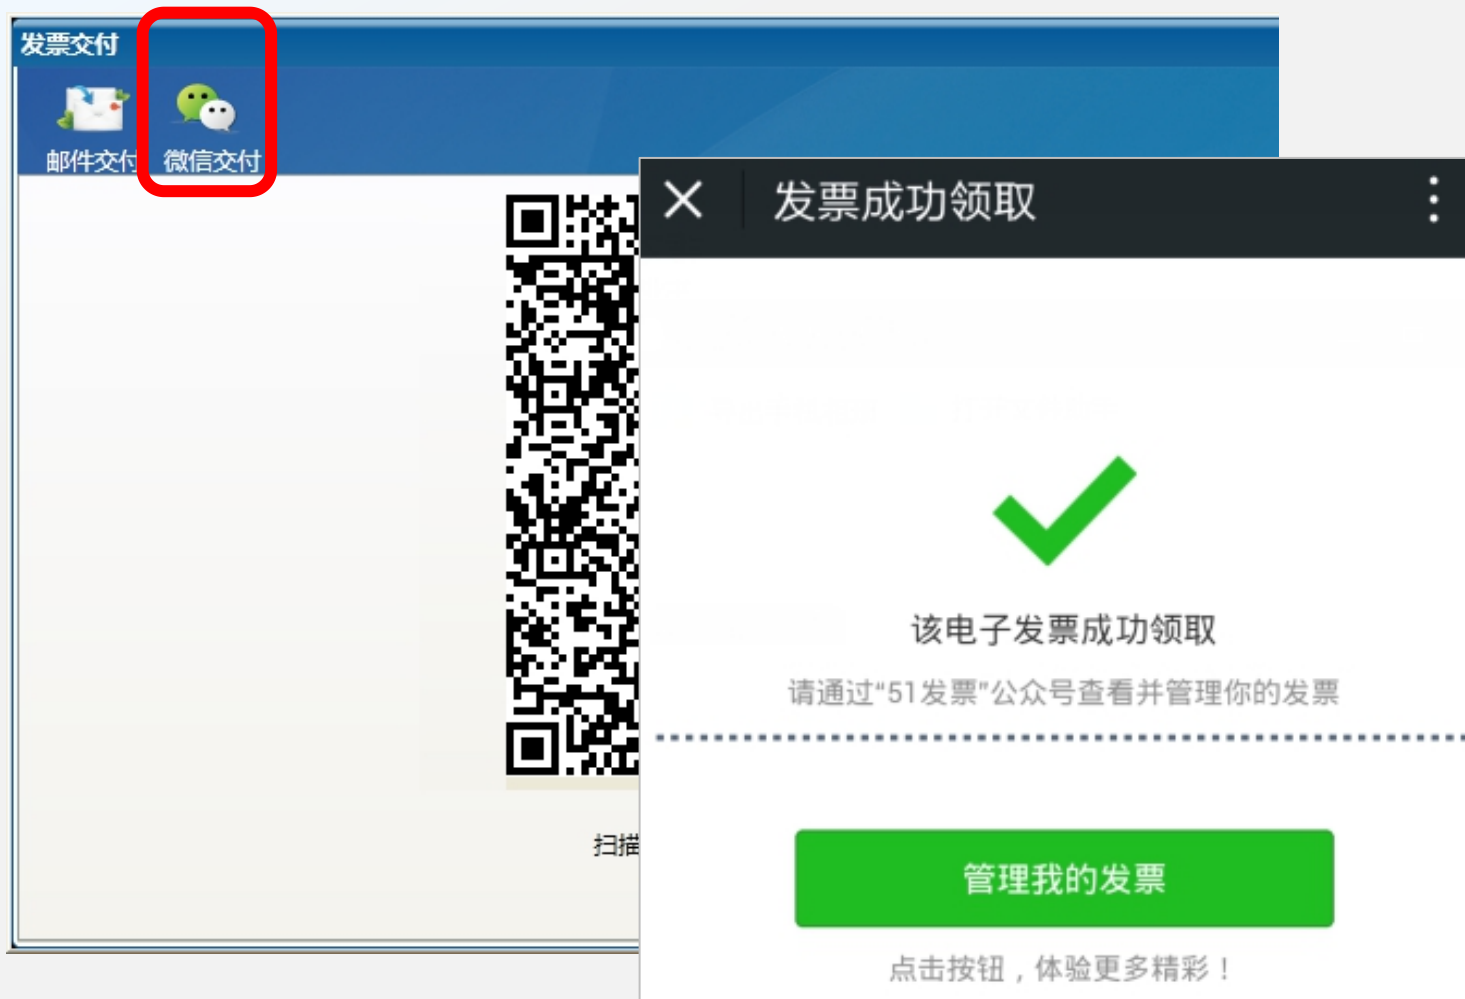 发票交付
邮件交付
微信交付
扫描
发票成功领取
该电子发票成功领取
请通过“51发票”公众号查看并管理你的发票
管理我的发票
点击按钮，体验更多精彩！